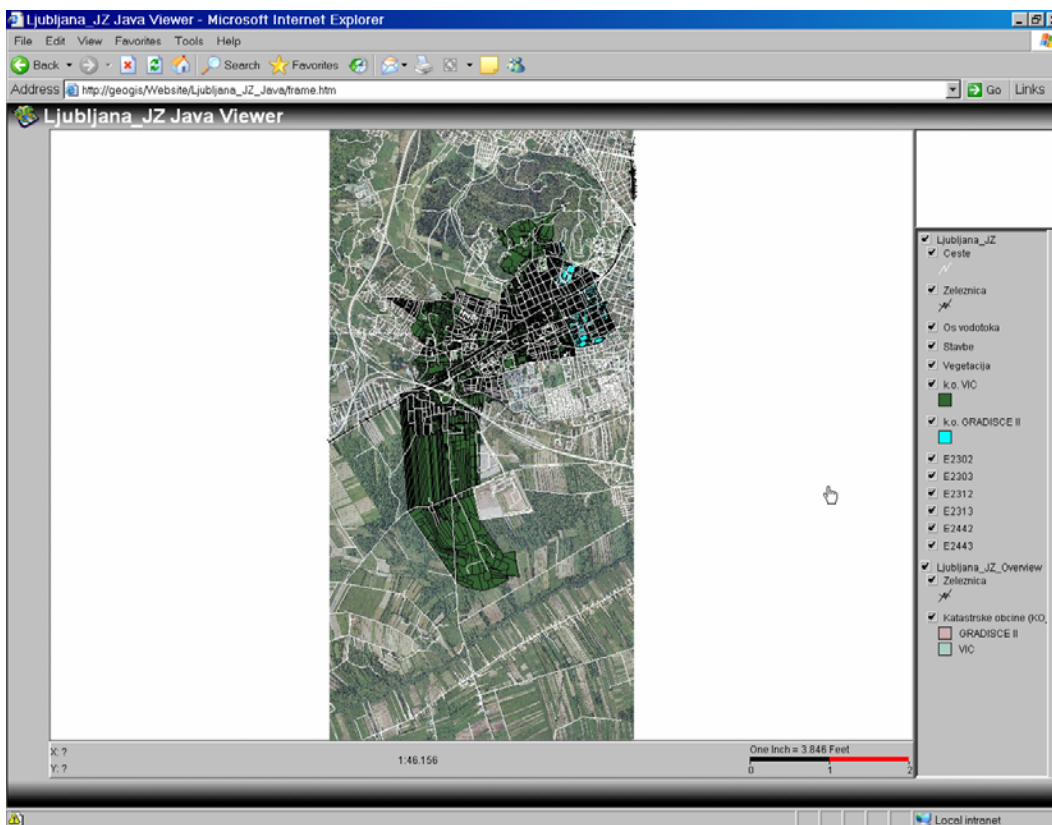 Ljubljana_JZ Java Viewer - Microsoft Internet Explorer
File Edit View Favorites Tools Help
Back Search Favorites
Address http://geogis/Website/Ljubljana_JZ_Java/frame.htm Go Links
Ljubljana_JZ Java Viewer
Ljubljana_JZ
Ceste
Zeleznica
Os vodotoka
Stavbe
Vegetacija
k.o. VIC
k.o. GRADISCE II
E2302
E2303
E2312
E2313
E2442
E2443
Ljubljana_JZ_Overview
Zeleznica
Katastrske obcine (KO_
GRADISCE II
VIC
X: ?
Y: ?
1:46.156
One Inch = 3.846 Feet
0 1 2
Local intranet